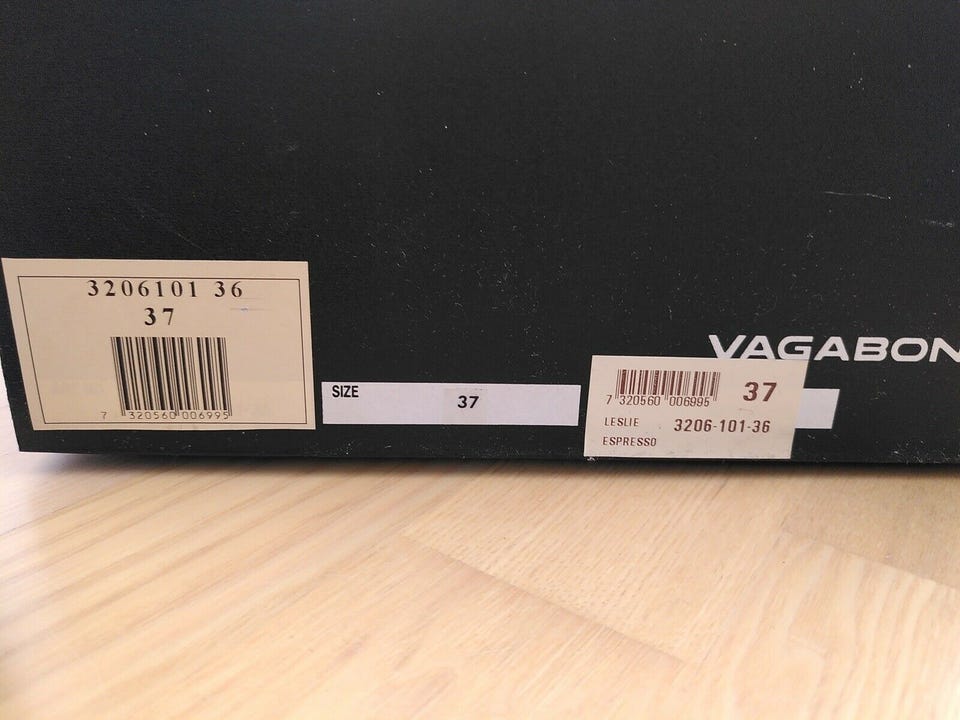 3206101 36
37
7 320560 006995
SIZE 37
VAGABON
7 320560 006995
37
LESLIE 3206-101-36
ESPRESSO